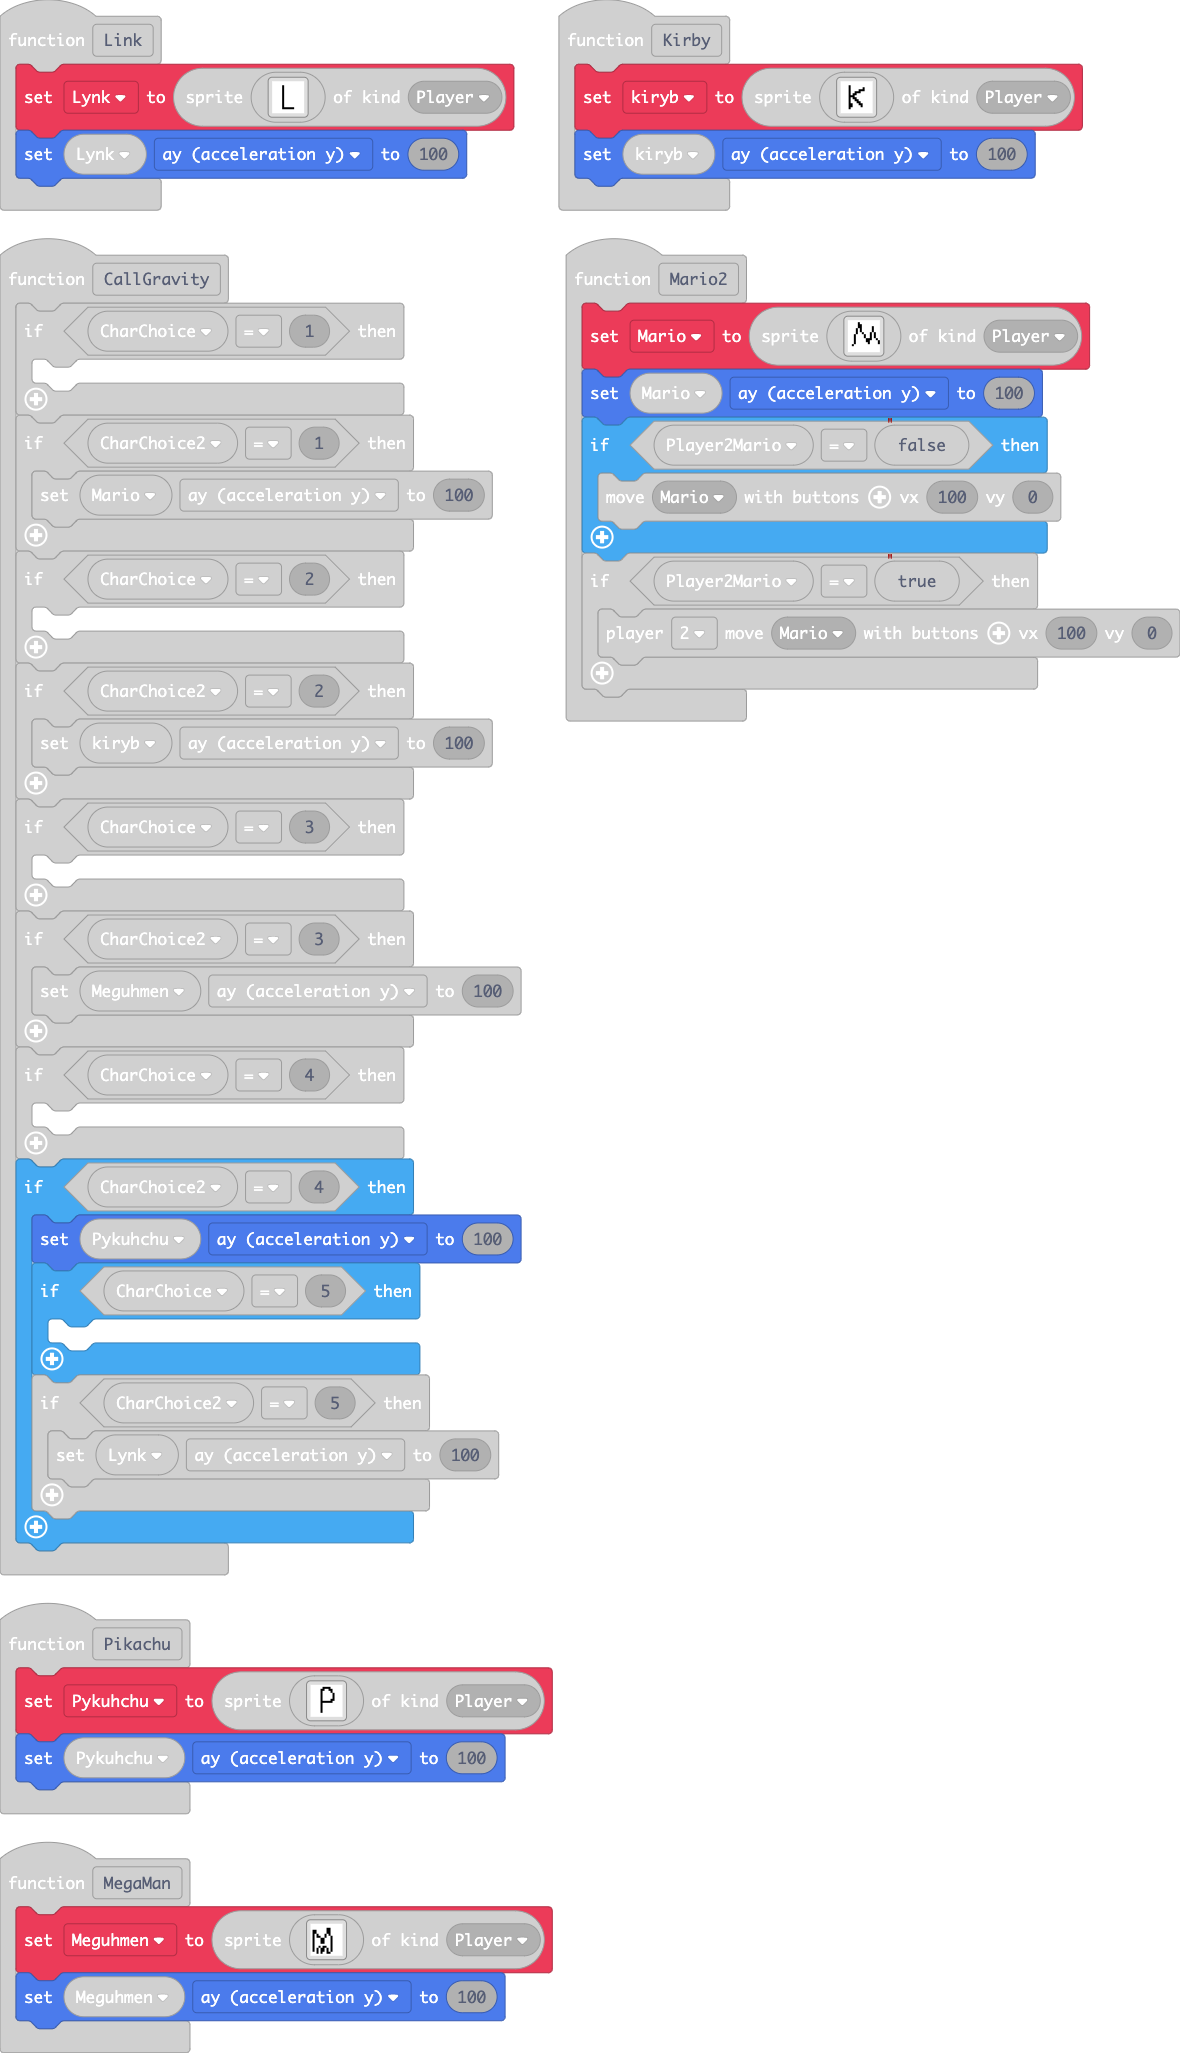 function Link
set Lynk to sprite L of kind Player
set Lynk ay (acceleration y) to 100
function Kirby
set kiryb to sprite K of kind Player
set kiryb ay (acceleration y) to 100
function CallGravity
if CharChoice = 1 then
if CharChoice2 = 1 then
set Mario ay (acceleration y) to 100
if CharChoice = 2 then
if CharChoice2 = 2 then
set kiryb ay (acceleration y) to 100
if CharChoice = 3 then
if CharChoice2 = 3 then
set Meguhmen ay (acceleration y) to 100
if CharChoice = 4 then
if CharChoice2 = 4 then
set Pykuhchu ay (acceleration y) to 100
if CharChoice = 5 then
if CharChoice2 = 5 then
set Lynk ay (acceleration y) to 100
function Mario2
set Mario to sprite M of kind Player
set Mario ay (acceleration y) to 100
if Player2Mario = false then
move Mario with buttons vx 100 vy 0
if Player2Mario = true then
player 2 move Mario with buttons vx 100 vy 0
function Pikachu
set Pykuhchu to sprite P of kind Player
set Pykuhchu ay (acceleration y) to 100
function MegaMan
set Meguhmen to sprite M of kind Player
set Meguhmen ay (acceleration y) to 100